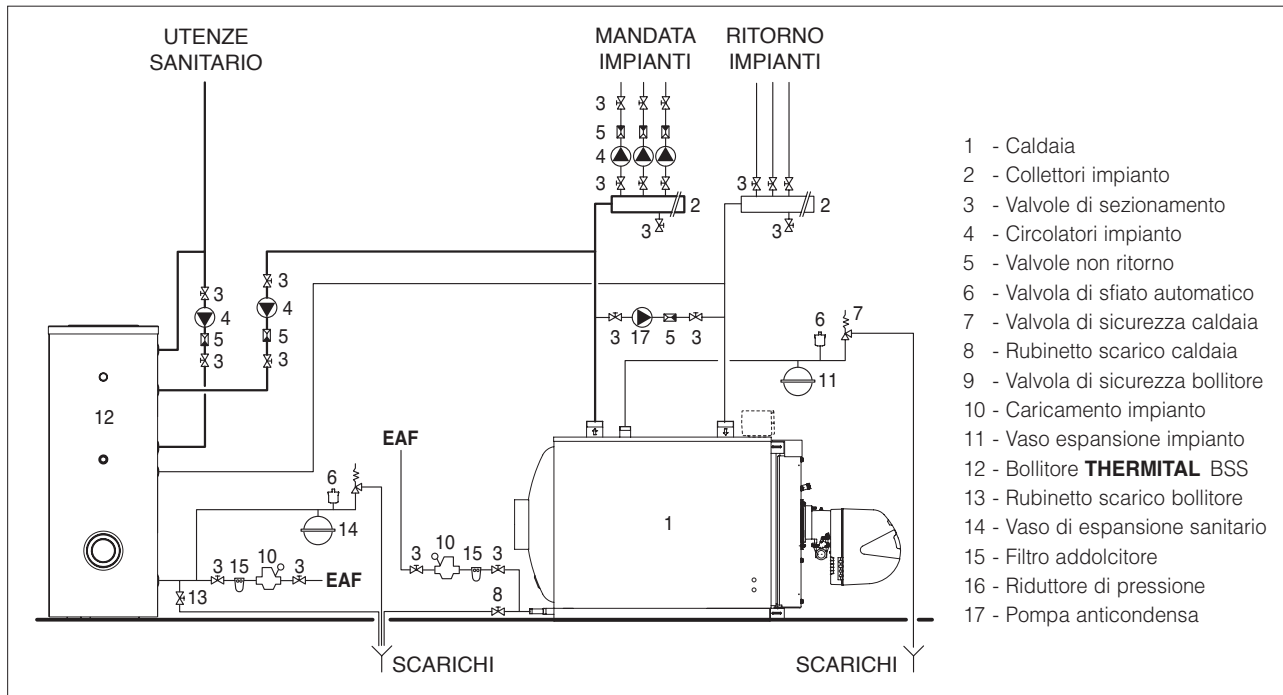 UTENZE
SANITARIO
MANDATA
IMPIANTI
RITORNO
IMPIANTI
3
5
4
3
2
3
3
2
3
3
4
5
3
3
4
5
3
3
17
5
3
6
7
11
12
EAF
6
14
3
10
15
3
1
3
15
10
3
EAF
13
8
SCARICHI
SCARICHI
1 - Caldaia
2 - Collettori impianto
3 - Valvole di sezionamento
4 - Circolatori impianto
5 - Valvole non ritorno
6 - Valvola di sfiato automatico
7 - Valvola di sicurezza caldaia
8 - Rubinetto scarico caldaia
9 - Valvola di sicurezza bollitore
10 - Caricamento impianto
11 - Vaso espansione impianto
12 - Bollitore THERMITAL BSS
13 - Rubinetto scarico bollitore
14 - Vaso di espansione sanitario
15 - Filtro addolcitore
16 - Riduttore di pressione
17 - Pompa anticondensa